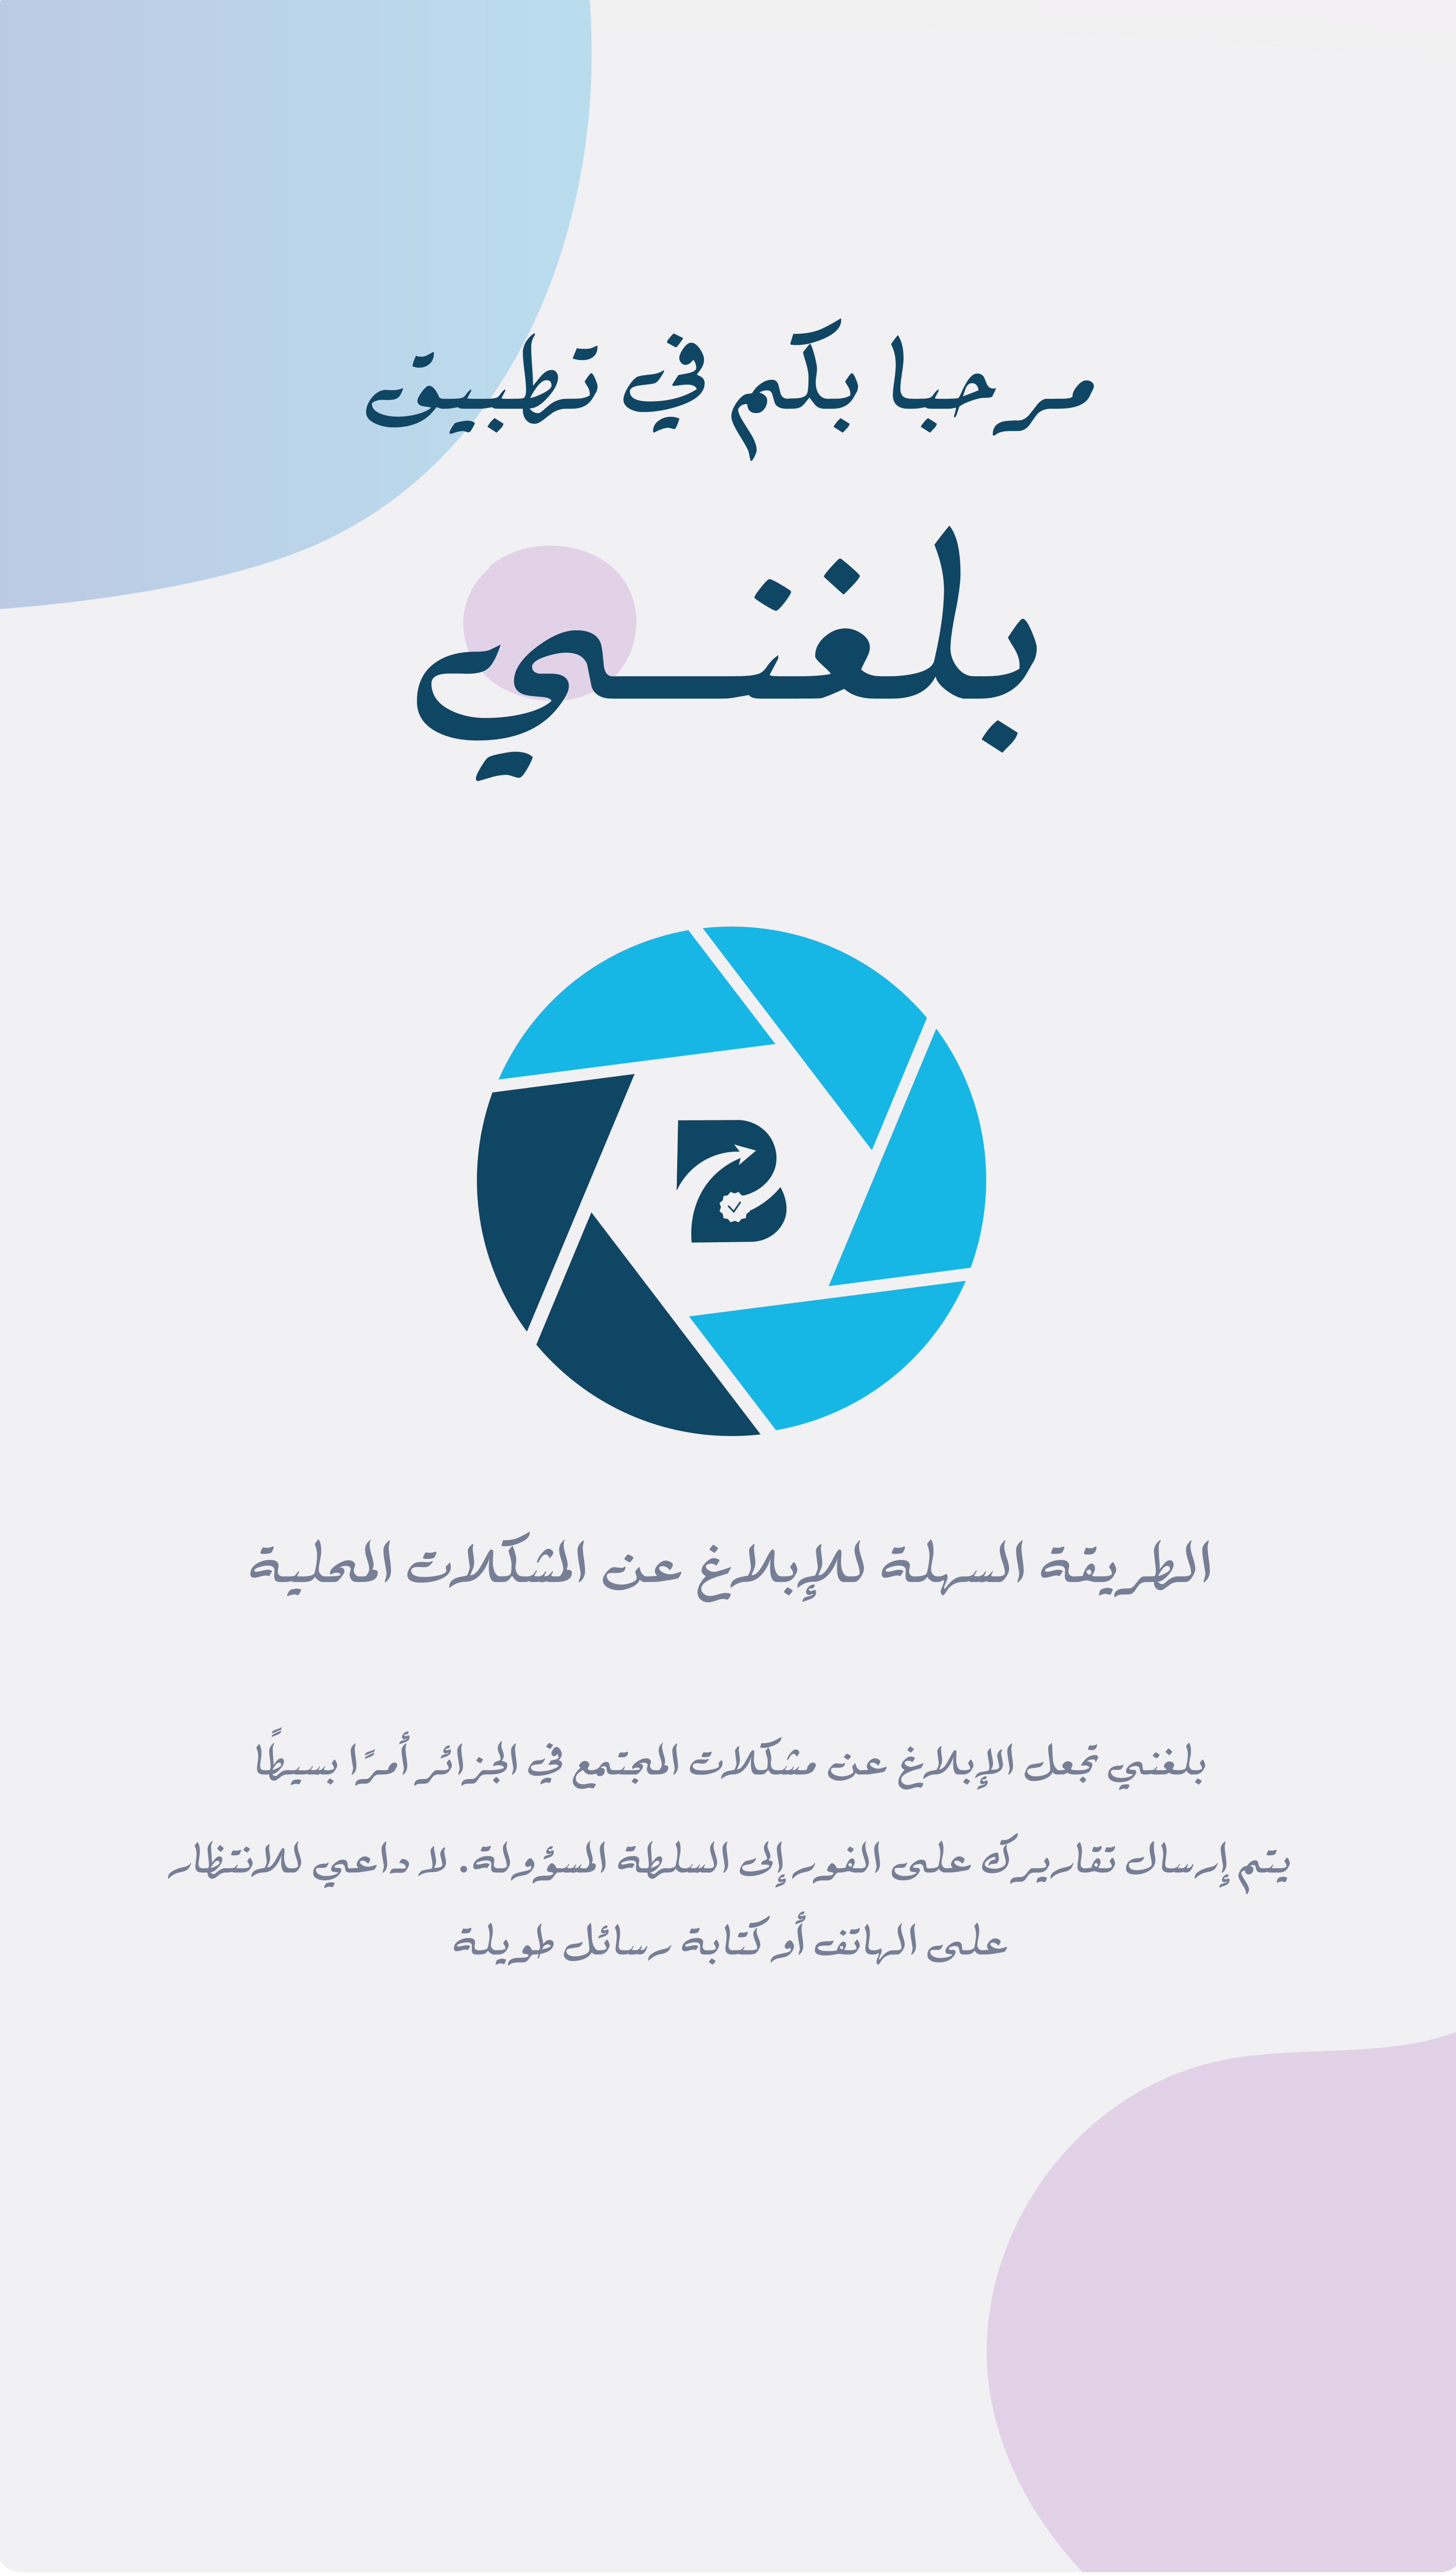 مرحبا بكم في تطبيق
بلغنـــي
B
الطريقة السهلة للإبلاغ عن المشكلات المحلية
بلغني تجعل الإبلاغ عن مشكلات المجتمع في الجزائر أمرًا بسيطًا
يتم إرسال تقاريرك على الفور إلى السلطة المسؤولة. لا داعي للانتظار
على الهاتف أو كتابة رسائل طويلة